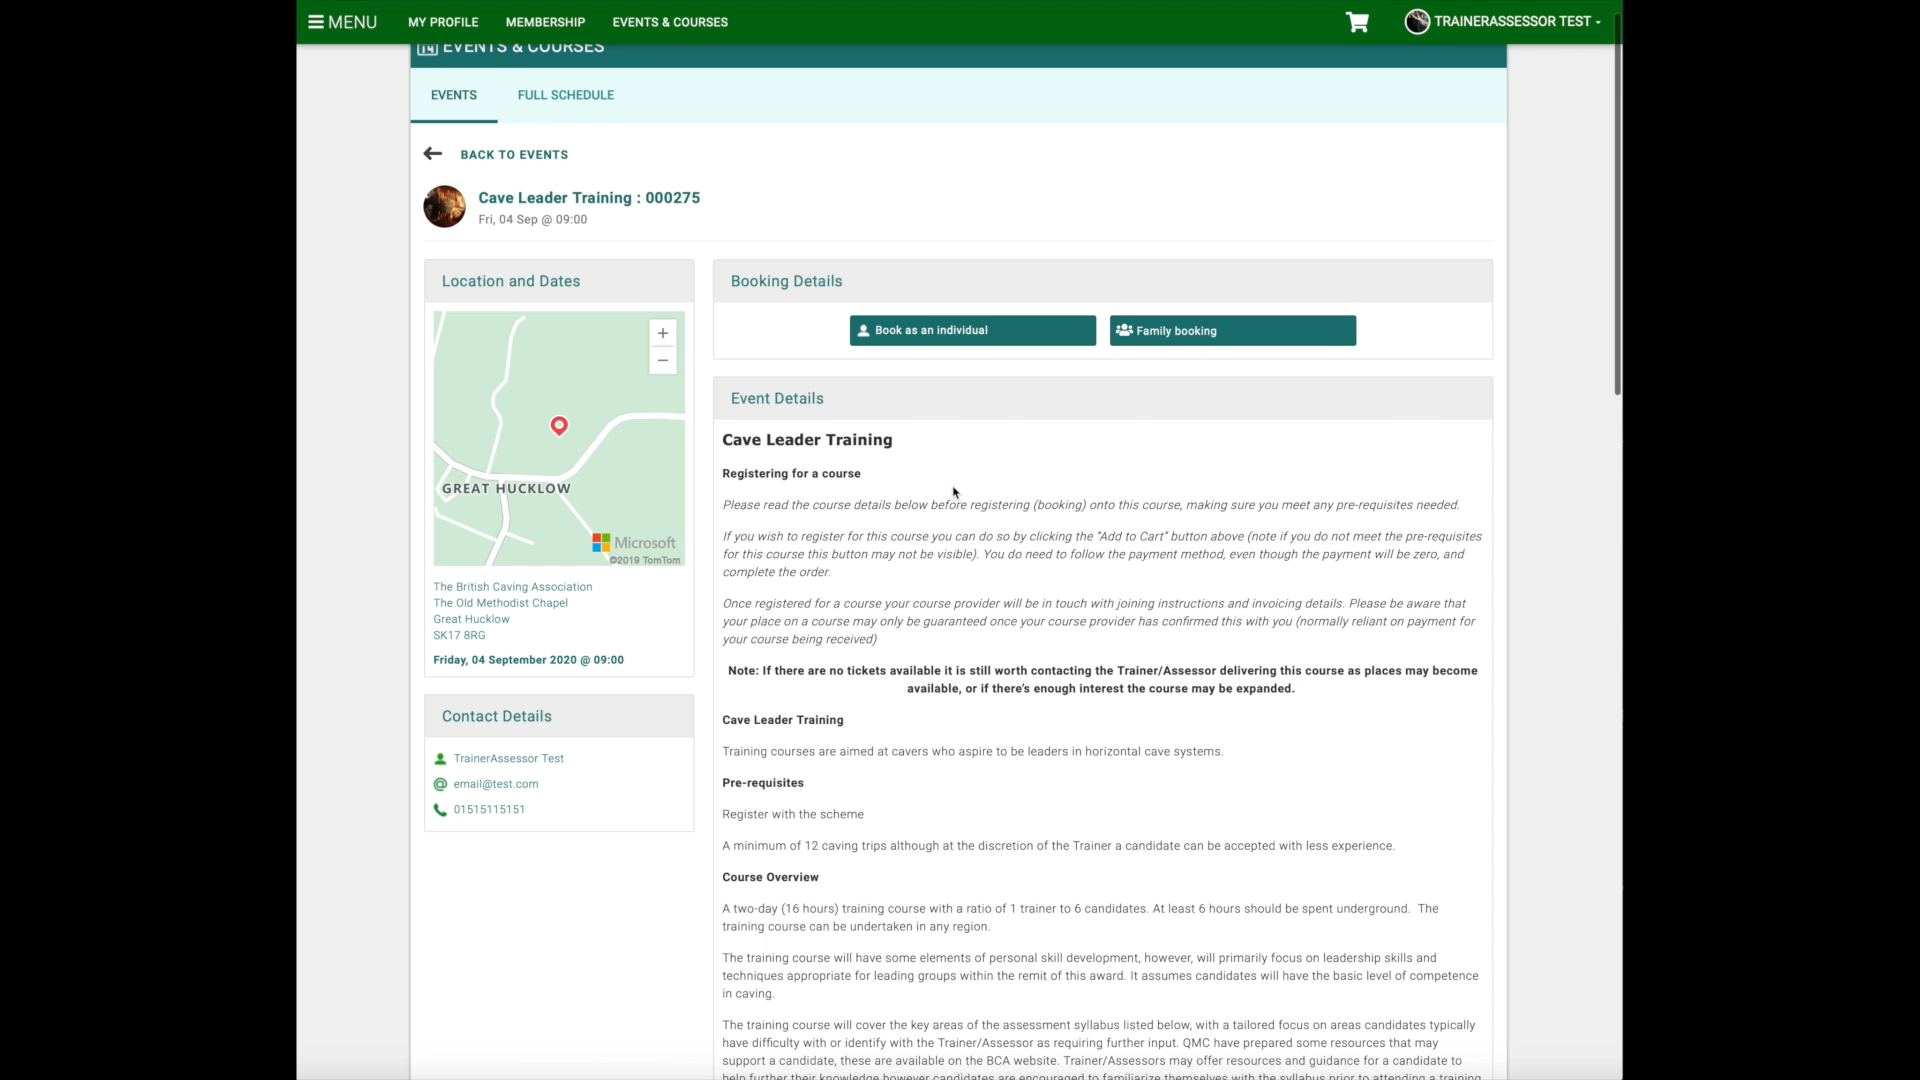 MENU
MY PROFILE
MEMBERSHIP
EVENTS & COURSES
TRAINERASSESSOR TEST
14 EVENTS & COURSES
EVENTS
FULL SCHEDULE
BACK TO EVENTS
Cave Leader Training : 000275
Fri, 04 Sep @ 09:00
Location and Dates
GREAT HUCKLOW
Microsoft
©2019 TomTom
The British Caving Association
The Old Methodist Chapel
Great Hucklow
SK17 8RG
Friday, 04 September 2020 @ 09:00
Contact Details
TrainerAssessor Test
email@test.com
01515115151
Booking Details
Book as an individual
Family booking
Event Details
Cave Leader Training
Registering for a course
Please read the course details below before registering (booking) onto this course, making sure you meet any pre-requisites needed.
If you wish to register for this course you can do so by clicking the "Add to Cart" button above (note if you do not meet the pre-requisites
for this course this button may not be visible). You do need to follow the payment method, even though the payment will be zero, and
complete the order.
Once registered for a course your course provider will be in touch with joining instructions and invoicing details. Please be aware that
your place on a course may only be guaranteed once your course provider has confirmed this with you (normally reliant on payment for
your course being received)
Note: If there are no tickets available it is still worth contacting the Trainer/Assessor delivering this course as places may become
available, or if there's enough interest the course may be expanded.
Cave Leader Training
Training courses are aimed at cavers who aspire to be leaders in horizontal cave systems.
Pre-requisites
Register with the scheme
A minimum of 12 caving trips although at the discretion of the Trainer a candidate can be accepted with less experience.
Course Overview
A two-day (16 hours) training course with a ratio of 1 trainer to 6 candidates. At least 6 hours should be spent underground. The
training course can be undertaken in any region.
The training course will have some elements of personal skill development, however, will primarily focus on leadership skills and
techniques appropriate for leading groups within the remit of this award. It assumes candidates will have the basic level of competence
in caving.
The training course will cover the key areas of the assessment syllabus listed below, with a tailored focus on areas candidates typically
have difficulty with or identify with the Trainer/Assessor as requiring further input. QMC have prepared some resources that may
support a candidate, these are available on the BCA website. Trainer/Assessors may offer resources and guidance for a candidate to
help further their knowledge however candidates are encouraged to familiarize themselves with the syllabus prior to attending a training